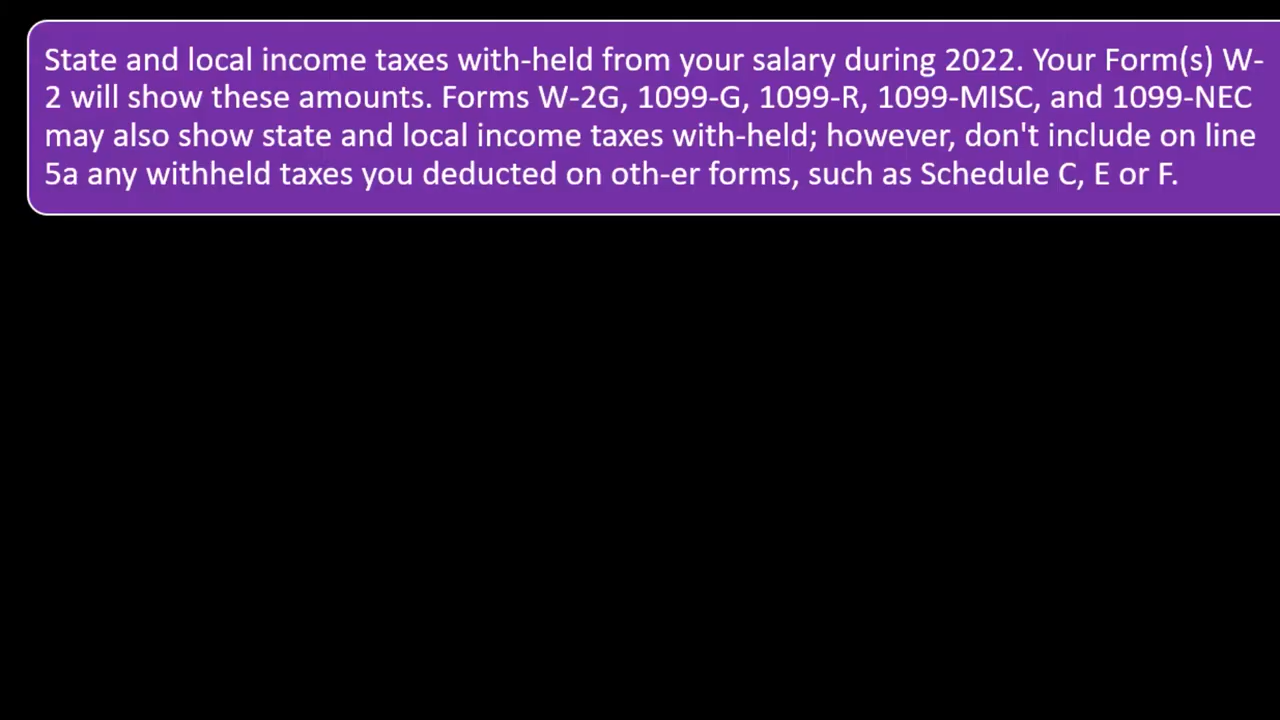 State and local income taxes with-held from your salary during 2022. Your Form(s) W-
2 will show these amounts. Forms W-2G, 1099-G, 1099-R, 1099-MISC, and 1099-NEC
may also show state and local income taxes with-held; however, don't include on line
5a any withheld taxes you deducted on oth-er forms, such as Schedule C, E or F.